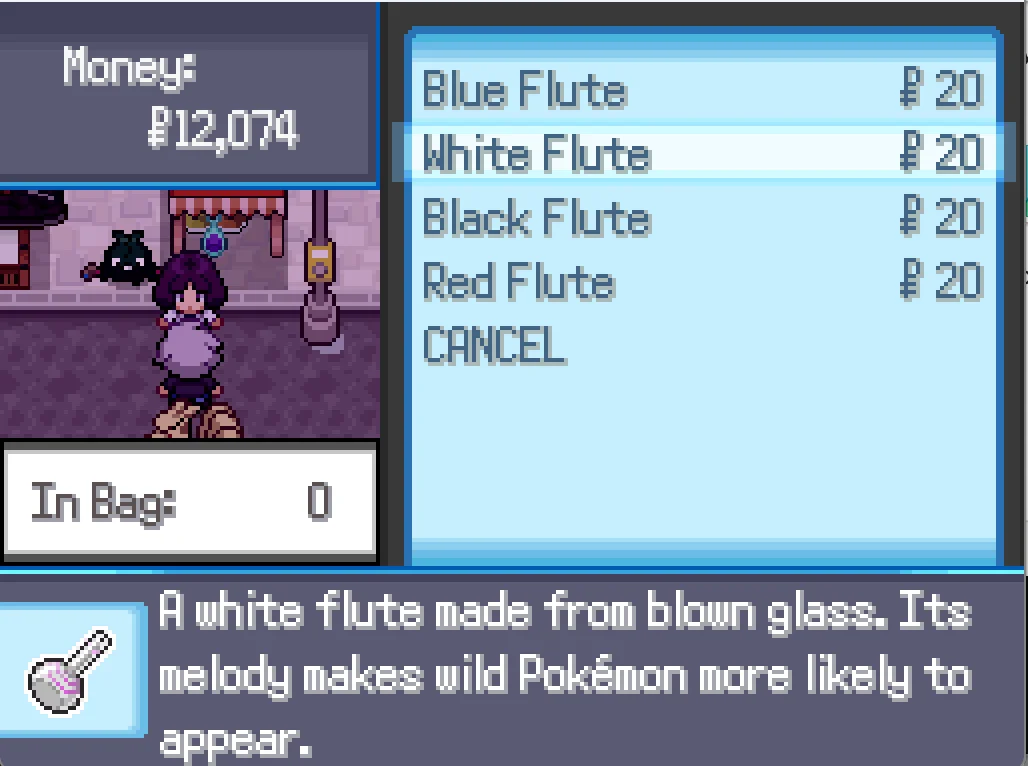 Money:
₽12,074
Blue Flute ₽ 20
White Flute ₽ 20
Black Flute ₽ 20
Red Flute ₽ 20
CANCEL
In Bag: 0
A white flute made from blown glass. Its
melody makes wild Pokémon more likely to
appear.